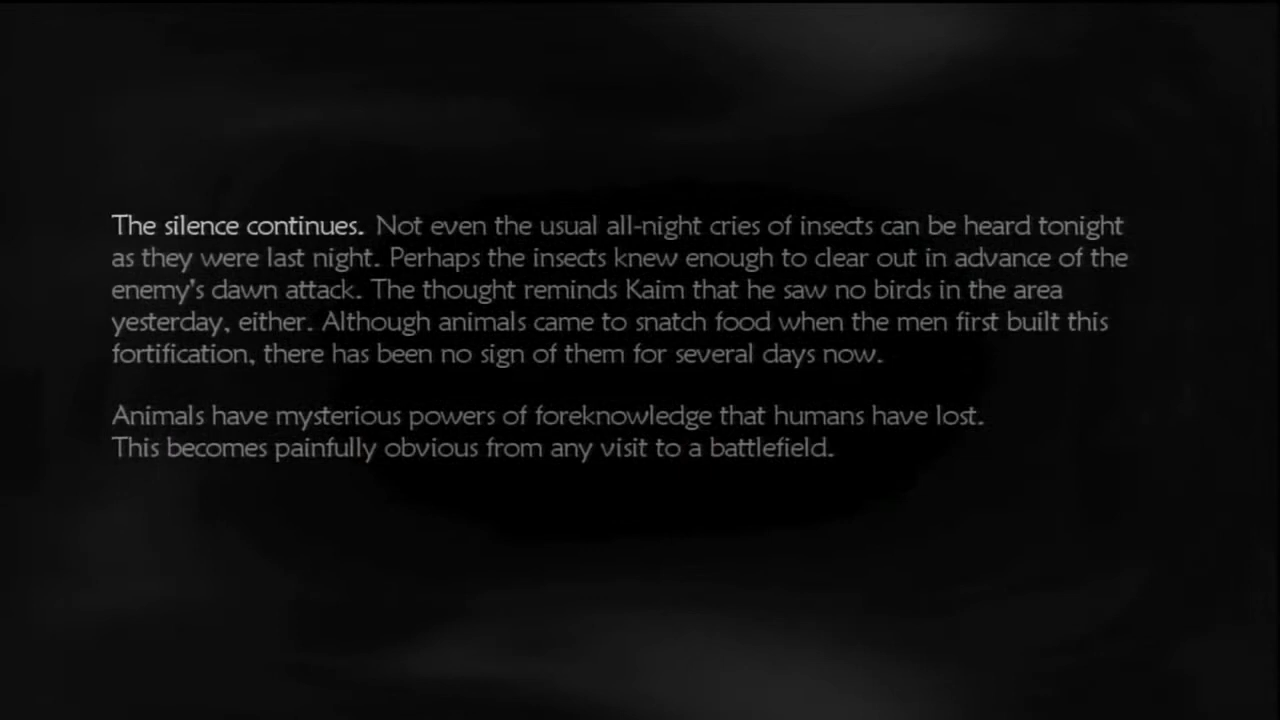 The silence continues. Not even the usual all-night cries of insects can be heard tonight
as they were last night. Perhaps the insects knew enough to clear out in advance of the
enemy's dawn attack. The thought reminds Kaim that he saw no birds in the area
yesterday, either. Although animals came to snatch food when the men first built this
fortification, there has been no sign of them for several days now.
Animals have mysterious powers of foreknowledge that humans have lost.
This becomes painfully obvious from any visit to a battlefield.